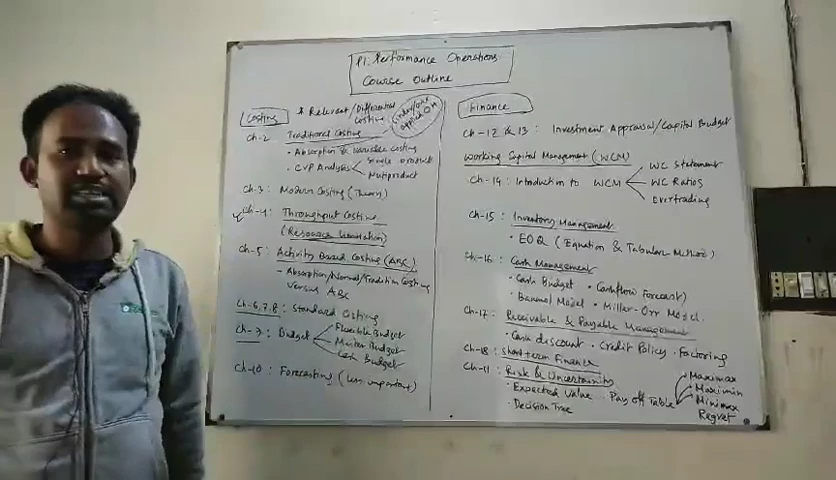 P1: Performance Operations
Course Outline
Costing
& Relevant/Differential
Costing
Under/over
Ch-2 Traditional Costing
• Absorption & Variable Costing
• CVP Analysis
Single product
Multiproduct
Ch-3: Modern Costing (Theory)
Ch-4: Throughput Costing
(Resource Limitation)
Ch-5: Activity Based Costing (ABC)
- Absorption/Normal/Tradition Costing
Versus ABC
Ch-6,7,8: Standard Costing
Budget
Flexible Budget
Master Budget
Cash Budget
Ch-10: Forecasting (Less important)
Finance
Ch-12 & 13: Investment Appraisal/Capital Budget
Working Capital Management (WCM)
Ch-14: Intoduction to WCM
WC Statement
WC Ratios
Overtrading
Ch-15: Inventory Management
• EOQ (Equation & Tabular Method)
Ch-16: Cash Management
• Cash Budget • Cashflow Forecast)
• Baumal Model • Miller-Orr Model
Ch-17: Receivable & Payable Management
• Cash discount • Credit Policy • Factoring
Ch-18: Short term Finance
Ch-11: Risk & Uncertainity
• Expected Value • Pay off Table
Maximax
Maximin
Minimax
Regret
• Decision Tree